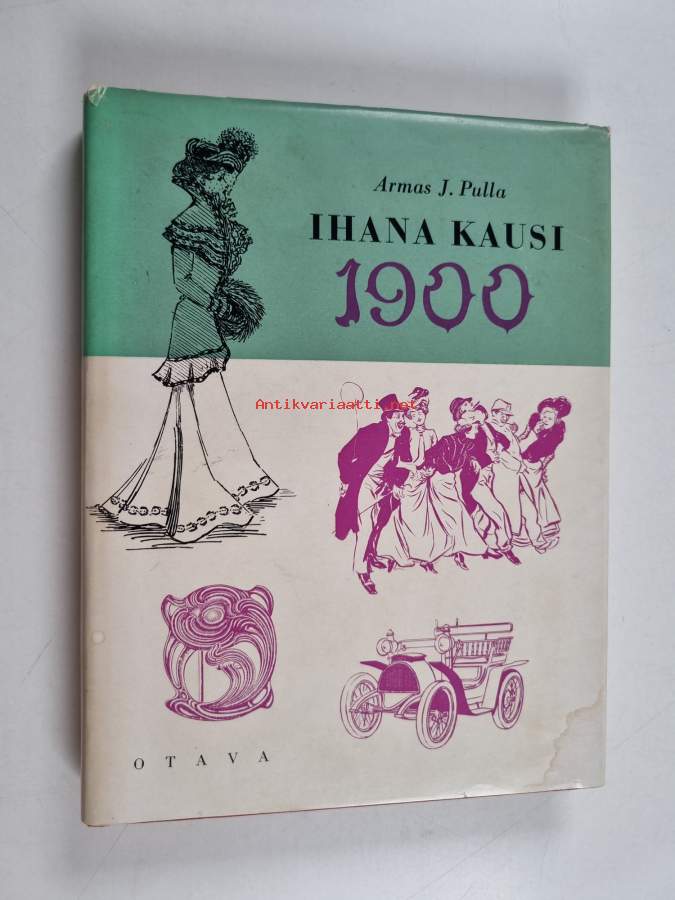 Armas J. Pulla
IHANA KAUSI
1900
Antikvariaatti.net
OTAVA